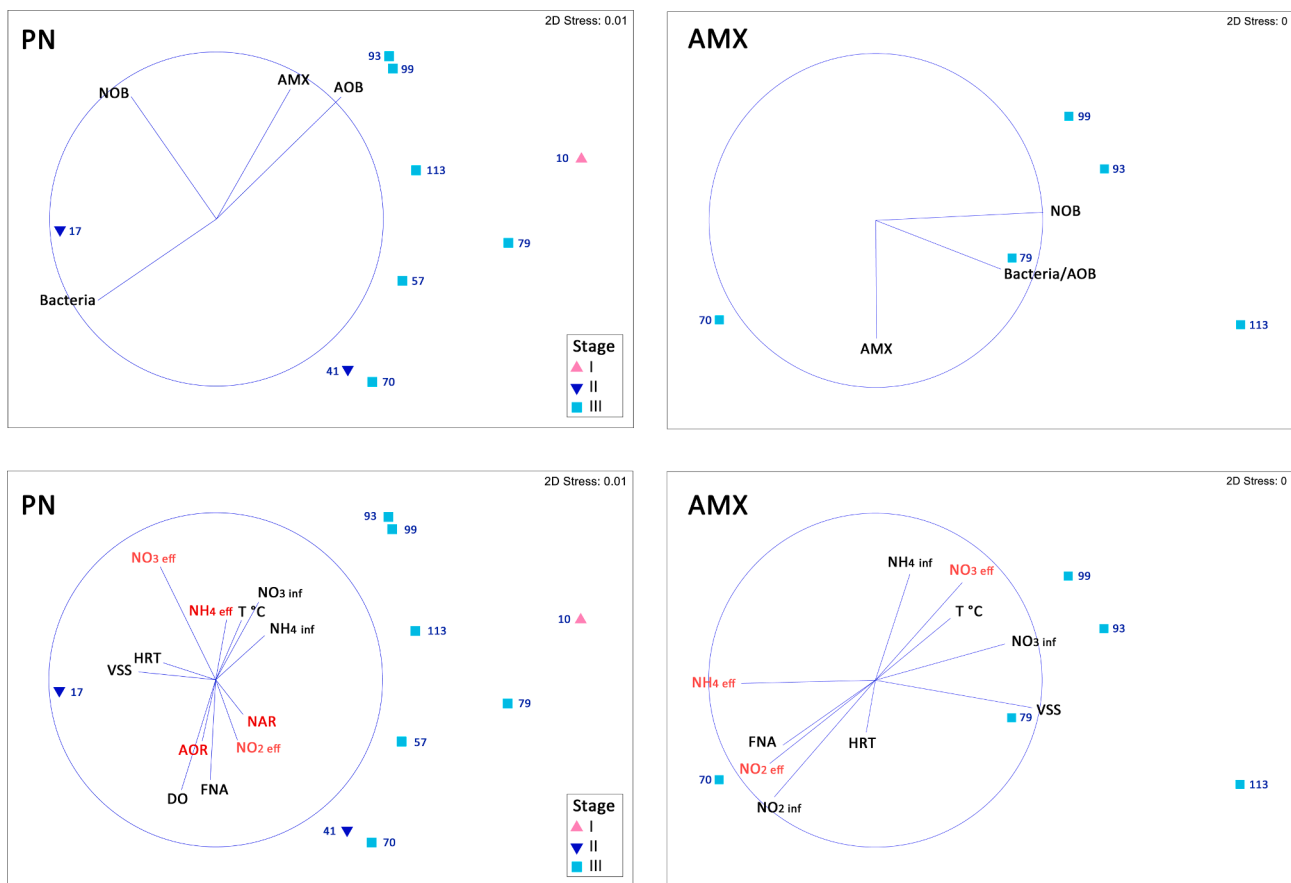 2D Stress: 0.01
PN
93
99
AMX
AOB
NOB
10
113
17
79
57
Bacteria
41
70
Stage
I
II
III
2D Stress: 0
AMX
99
93
NOB
79
Bacteria/AOB
70
113
AMX
2D Stress: 0.01
PN
93
99
NO3 eff
NO3 inf
NH4 eff
T °C
NH4 inf
10
113
HRT
VSS
17
79
NAR
NO2 eff
AOR
57
FNA
DO
41
70
Stage
I
II
III
2D Stress: 0
AMX
NH4 inf
NO3 eff
99
T °C
93
NO3 inf
NH4 eff
VSS
79
FNA
HRT
NO2 eff
70
113
NO2 inf